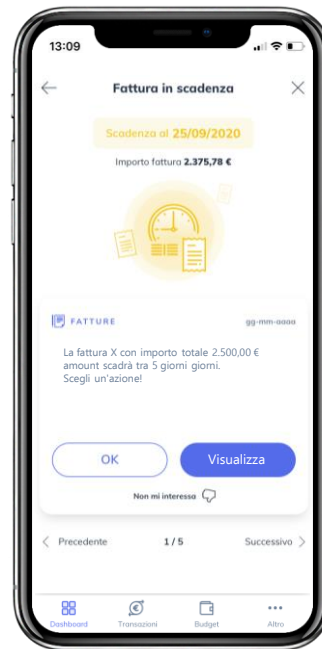 13:09
Fattura in scadenza
Scadenza al 25/09/2020
Importo fattura 2.375,78 €
FATTURE
gg-mm-aaaa
La fattura X con importo totale 2.500,00 €
amount scadrà tra 5 giorni giorni.
Scegli un'azione!
OK
Visualizza
Non mi interessa
Precedente
1 / 5
Successivo
Dashboard
Transazioni
Budget
Altro